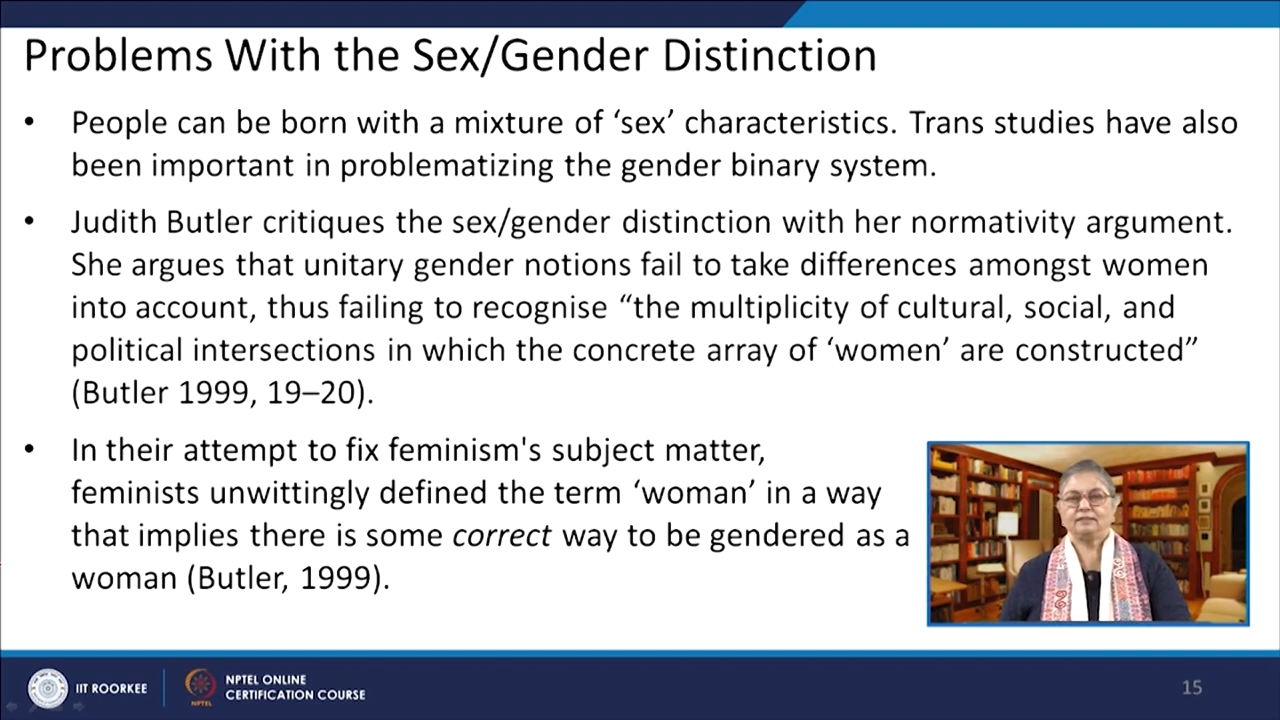 Problems With the Sex/Gender Distinction
• People can be born with a mixture of ‘sex’ characteristics. Trans studies have also
been important in problematizing the gender binary system.
• Judith Butler critiques the sex/gender distinction with her normativity argument.
She argues that unitary gender notions fail to take differences amongst women
into account, thus failing to recognise “the multiplicity of cultural, social, and
political intersections in which the concrete array of ‘women’ are constructed”
(Butler 1999, 19–20).
• In their attempt to fix feminism's subject matter,
feminists unwittingly defined the term ‘woman’ in a way
that implies there is some correct way to be gendered as a
woman (Butler, 1999).
IIT ROORKEE
NPTEL
NPTEL ONLINE
CERTIFICATION COURSE
15